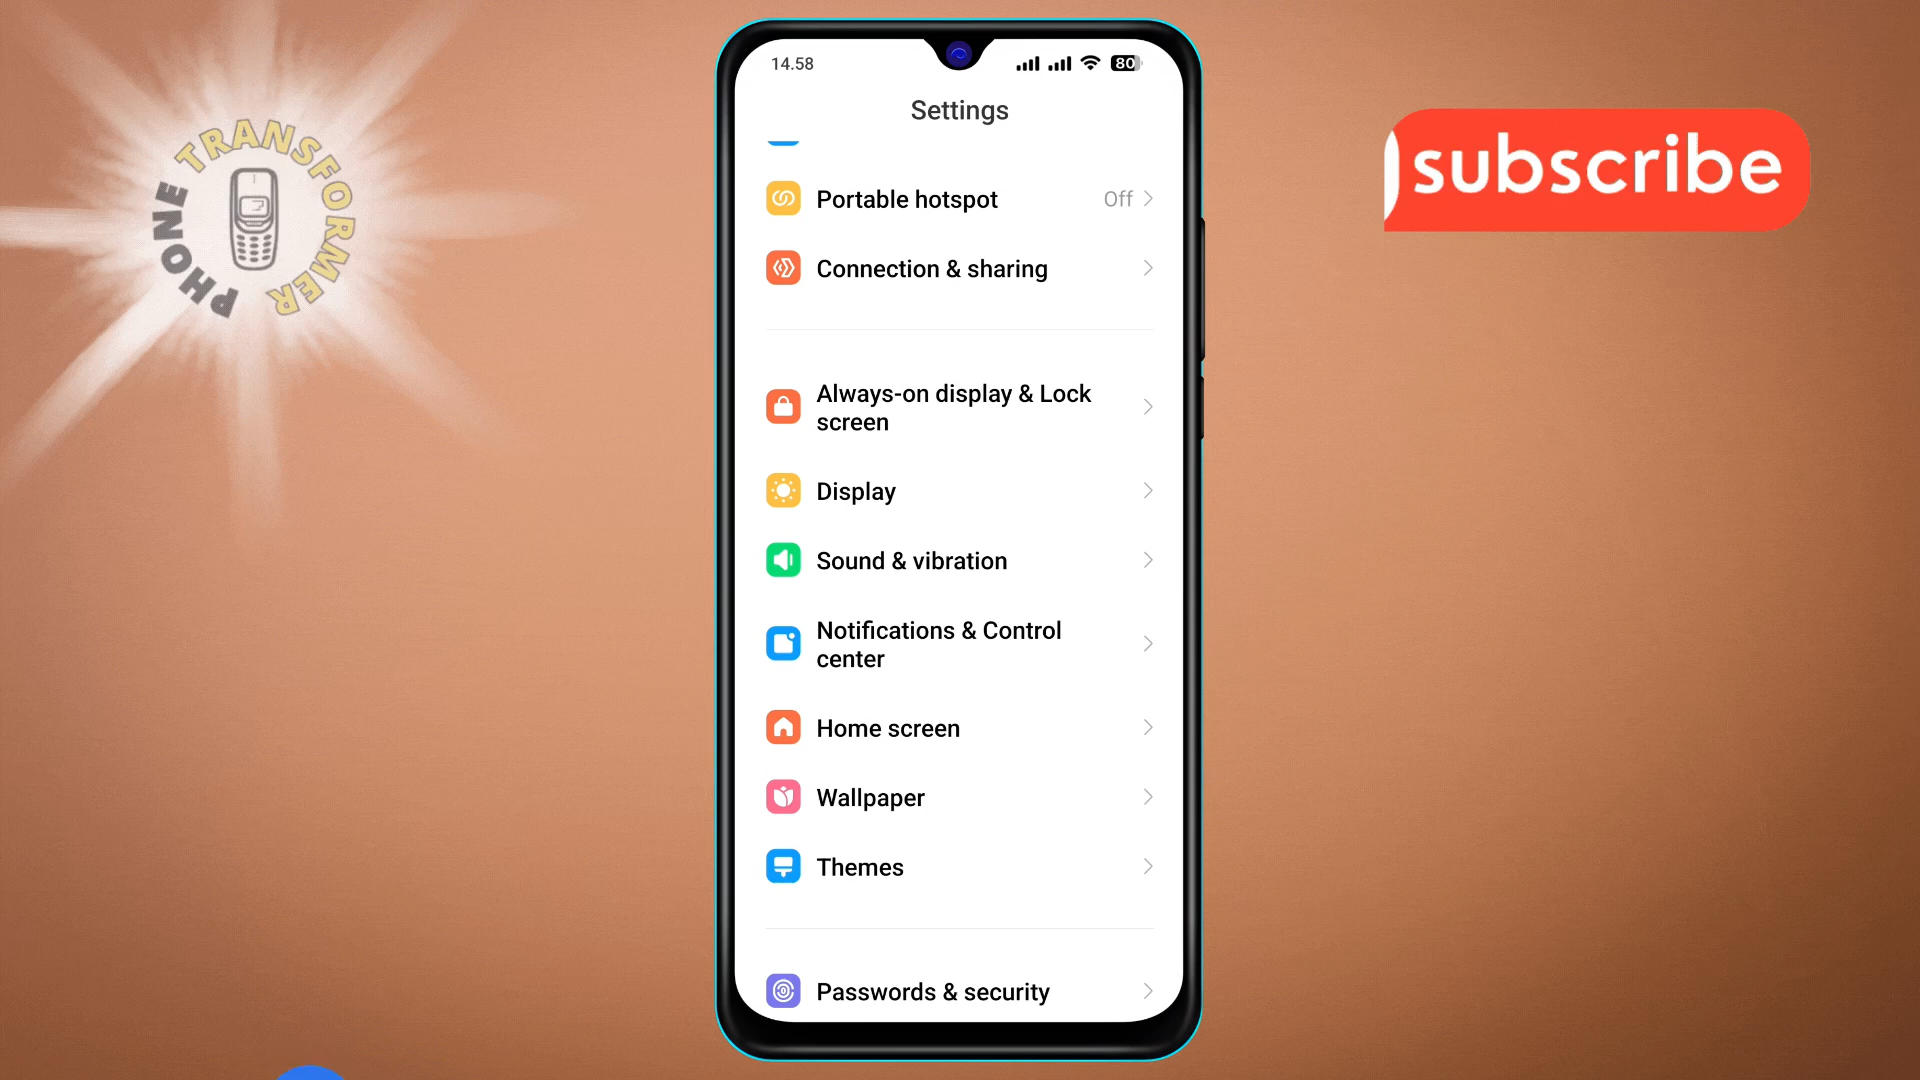 PHONE TRANSFORMER
subscribe
14.58
80
Settings
Portable hotspot
Off
Connection & sharing
Always-on display & Lock
screen
Display
Sound & vibration
Notifications & Control
center
Home screen
Wallpaper
Themes
Passwords & security